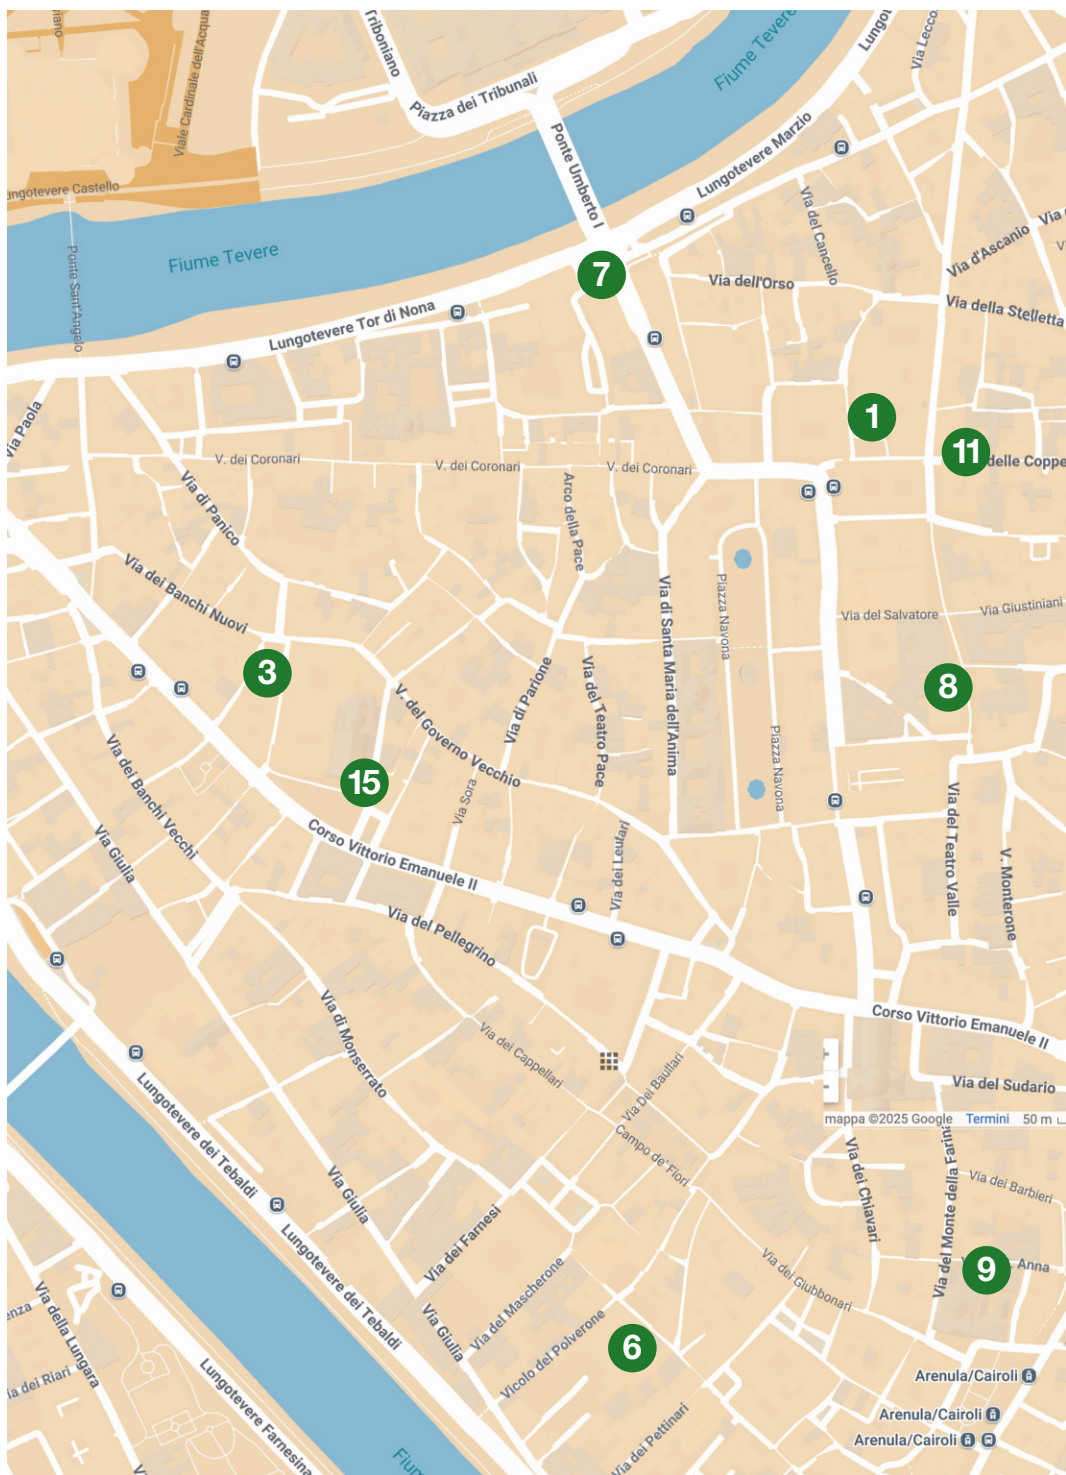 Triboniano
Viale Cardinale dell'Acqua
Piazza dei Tribunali
Fiume Tevere
Via Lecco
Lungotevere Marzio
Ponte Umberto I
Lungotevere Castello
Via del Cancello
Via d'Ascanio
Ponte Sant'Angelo
Fiume Tevere
7
Via dell'Orso
Via della Stelletta
Lungotevere Tor di Nona
Via Paola
1
11
delle Coppe
V. dei Coronari
V. dei Coronari
V. dei Coronari
Via di Panico
Arco della Pace
Via dei Banchi Nuovi
Via di Santa Maria dell'Anima
Piazza Navona
Via del Salvatore
Via Giustiniani
3
8
Via di Parione
Via del Teatro Pace
V. del Governo Vecchio
Via dei Banchi Vecchi
15
Via Sora
Piazza Navona
Via del Teatro Valle
V. Monterone
Via Giulia
Corso Vittorio Emanuele II
Via dei Leutari
Via del Pellegrino
Via di Monserrato
Via dei Cappellari
Corso Vittorio Emanuele II
Via Dei Baullari
Via del Sudario
mappa ©2025 Google
Termini
50 m
Lungotevere dei Tebaldi
Campo de' Fiori
Via dei Chiavari
Via del Monte della Farin
Via dei Barbieri
Via Giulia
Via dei Farnesi
Via dei Giubbonari
9
Anna
Lungotevere dei Tebaldi
Via del Mascherone
Via Giulia
Vicolo del Polverone
6
Via della Lungara
enza
ia dei Riari
Lungotevere Farnesina
Arenula/Cairoli
Arenula/Cairoli
Arenula/Cairoli
Via dei Pettinari
Fium